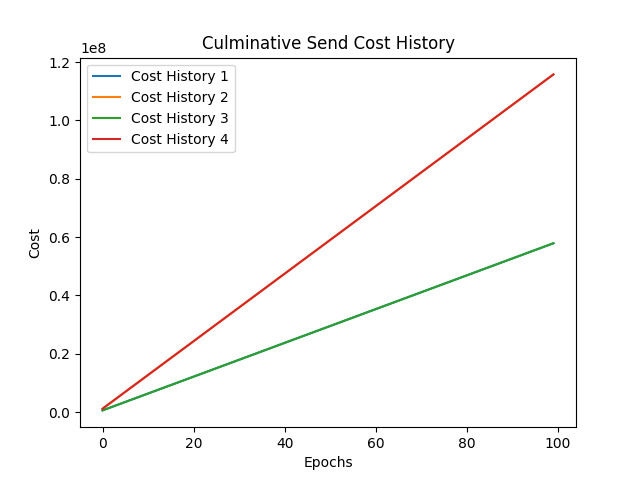 Culminative Send Cost History
1e8
1.2
1.0
0.8
0.6
0.4
0.2
0.0
Cost
Cost History 1
Cost History 2
Cost History 3
Cost History 4
0 20 40 60 80 100
Epochs